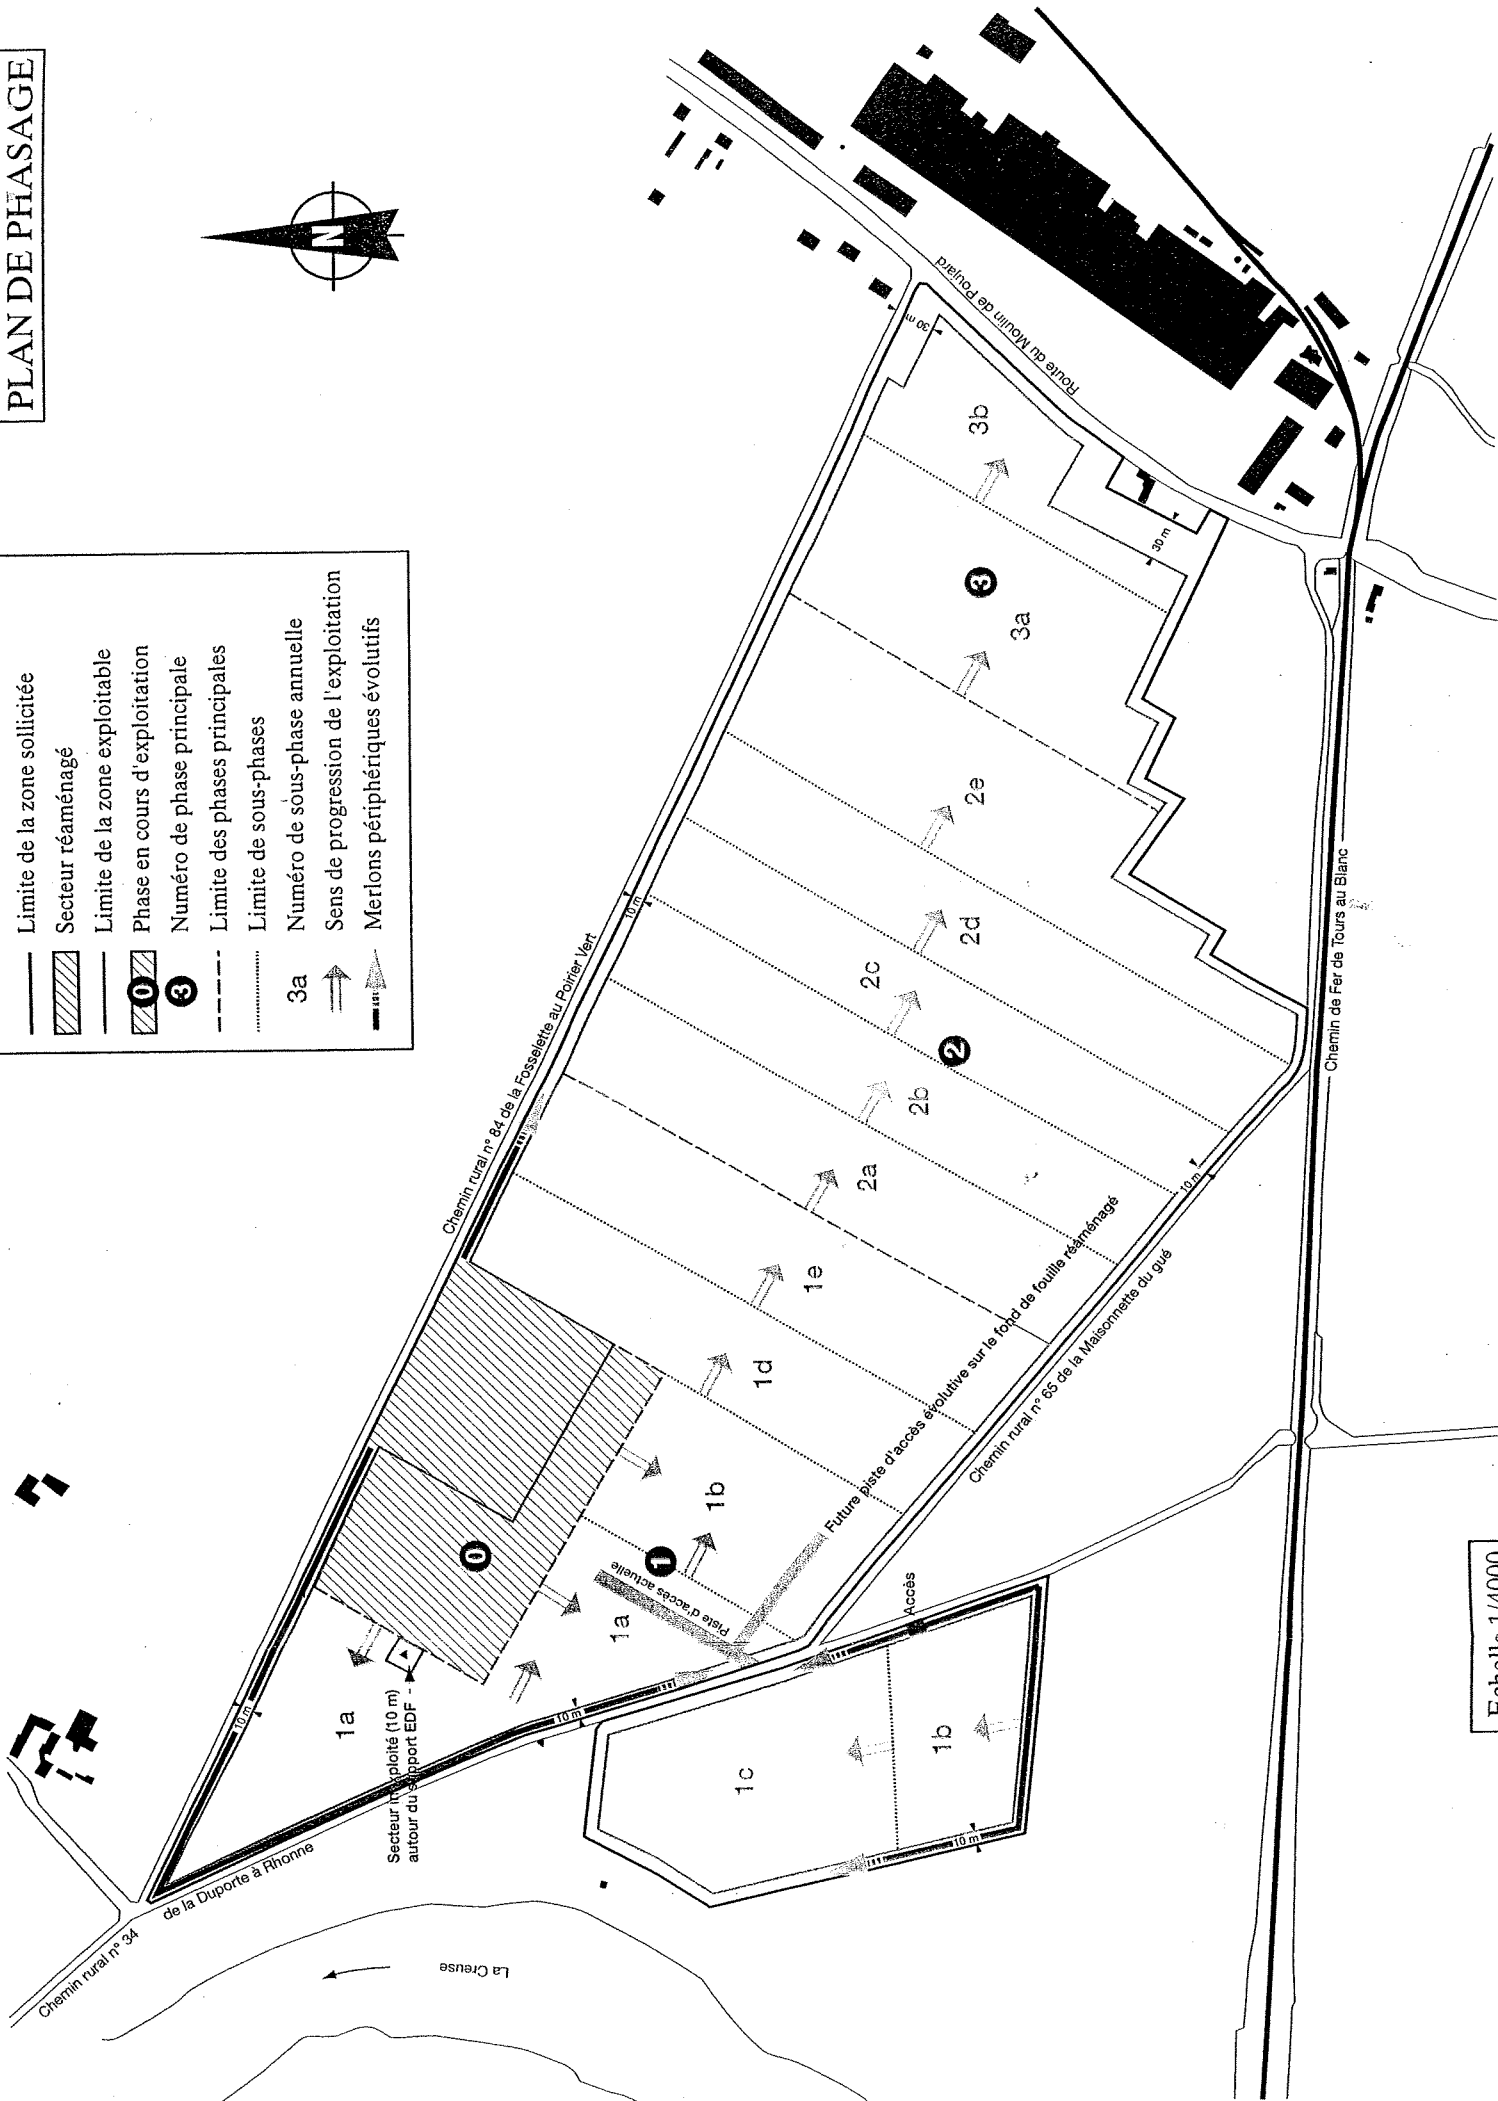 PLAN DE PHASAGE
N
Limite de la zone sollicitée
Secteur réaménagé
Limite de la zone exploitable
0 Phase en cours d'exploitation
3 Numéro de phase principale
Limite des phases principales
Limite de sous-phases
3a Numéro de sous-phase annuelle
Sens de progression de l'exploitation
Merlons périphériques évolutifs
Chemin rural n° 34
de la Duporte à Rhonne
La Creuse
Chemin rural n° 84 de la Fosselette au Poirier Vert
Route du Moulin de Poujard
Chemin rural n° 65 de la Maisonnette du gué
Chemin de Fer de Tours au Blanc
Future piste d'accès évolutive sur le fond de fouille réaménagé
Piste d'accès actuelle
Accès
Secteur inexploité (10 m)
autour du support EDF
10 m
10 m
10 m
10 m
10 m
30 m
30 m
0
1
2
3
1a
1a
1b
1b
1c
1d
1e
2a
2b
2c
2d
2e
3a
3b
Echelle 1/4000